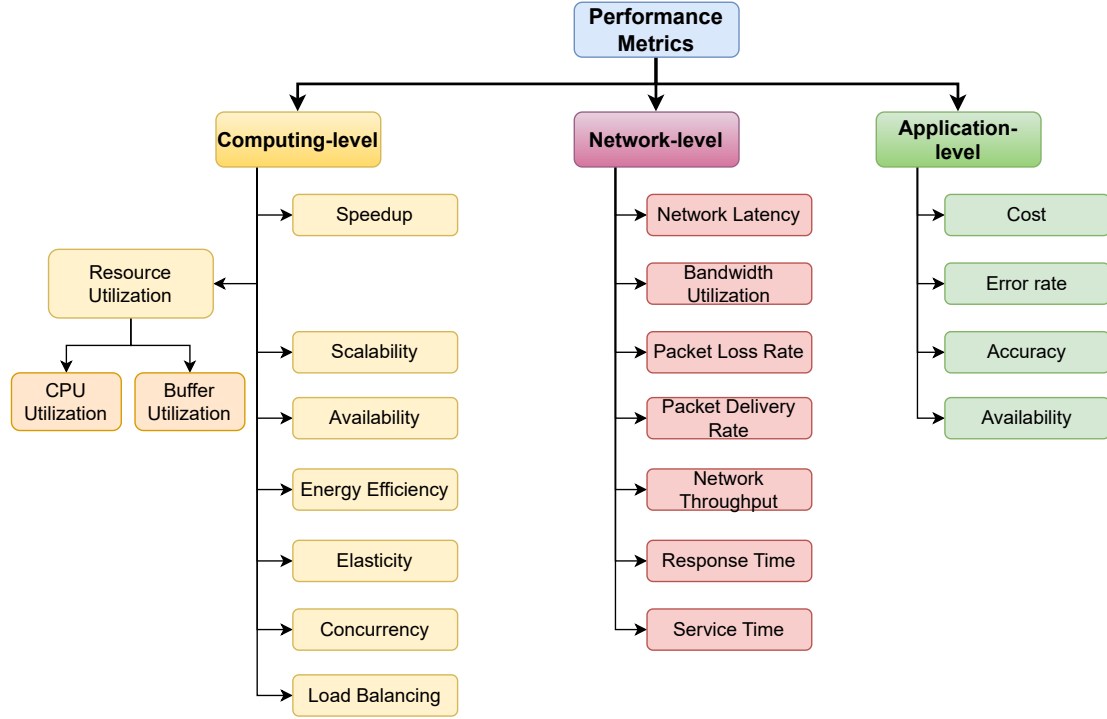 Performance
Metrics
Computing-level
Speedup
Resource
Utilization
CPU
Utilization
Buffer
Utilization
Scalability
Availability
Energy Efficiency
Elasticity
Concurrency
Load Balancing
Network-level
Network Latency
Bandwidth
Utilization
Packet Loss Rate
Packet Delivery
Rate
Network
Throughput
Response Time
Service Time
Application-
level
Cost
Error rate
Accuracy
Availability